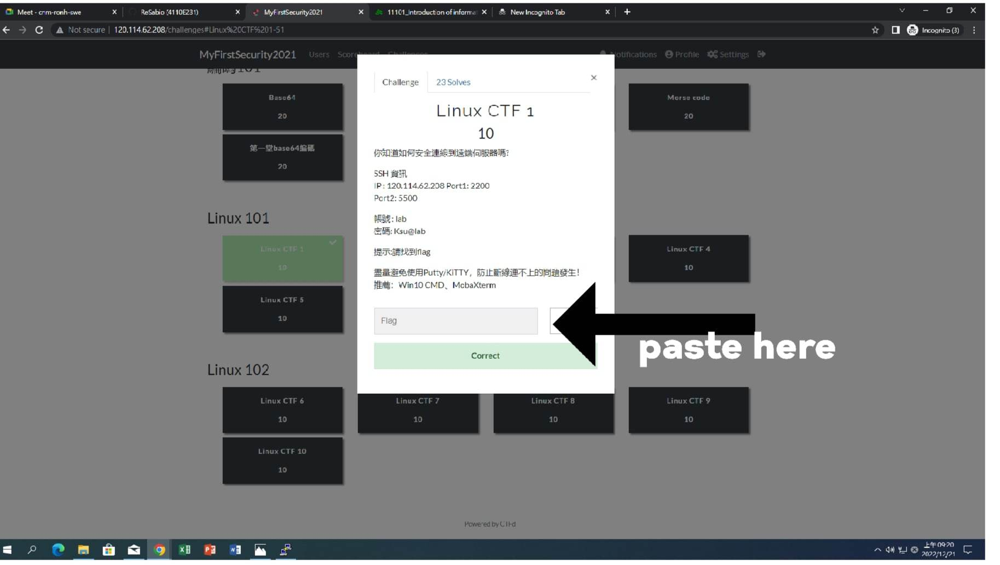 Meet - cnm-ronh-swe
ReSabio (4110E231)
MyFirstSecurity2021
11101_Introduction of informa
New Incognito Tab
Not secure | 120.114.62.208/challenges#Linux%20CTF%201-51
Incognito (3)
MyFirstSecurity2021 Users Scoreboard Challenges
Notifications Profile Settings
編碼101
Base64
20
Morse code
20
第一堂base64編碼
20
Challenge
23 Solves
Linux CTF 1
10
你知道如何安全連線到遠端伺服器嗎?
SSH 資訊
IP: 120.114.62.208 Port1: 2200
Port2: 5500
帳號: lab
密碼: Ksu@lab
提示:請找到flag
盡量避免使用Putty/KiTTY，防止斷線連不上的問題發生!
推薦：Win10 CMD、MobaXterm
Flag
Correct
paste here
Linux 101
Linux CTF 1
10
Linux CTF 4
10
Linux CTF 5
10
Linux 102
Linux CTF 6
10
Linux CTF 7
10
Linux CTF 8
10
Linux CTF 9
10
Linux CTF 10
10
Powered by CTFd
上午 09:20
2022/12/21